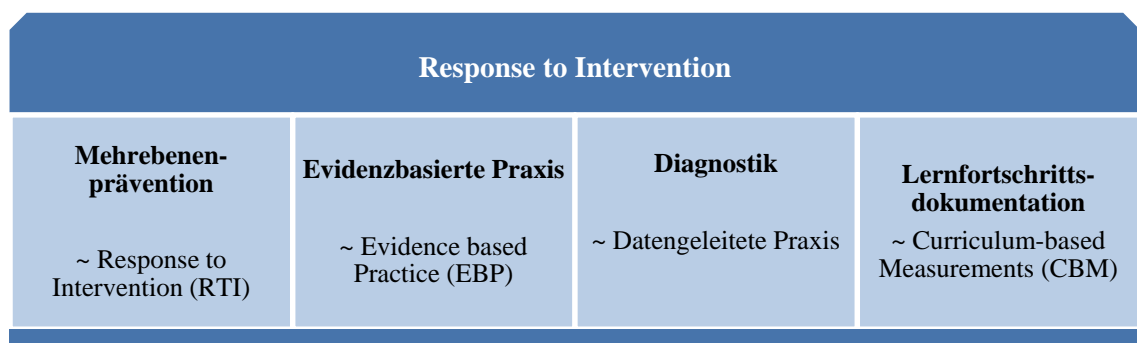 Response to Intervention
Mehrebenen-
prävention
~ Response to
Intervention (RTI)
Evidenzbasierte Praxis
~ Evidence based
Practice (EBP)
Diagnostik
~ Datengeleitete Praxis
Lernfortschritts-
dokumentation
~ Curriculum-based
Measurements (CBM)